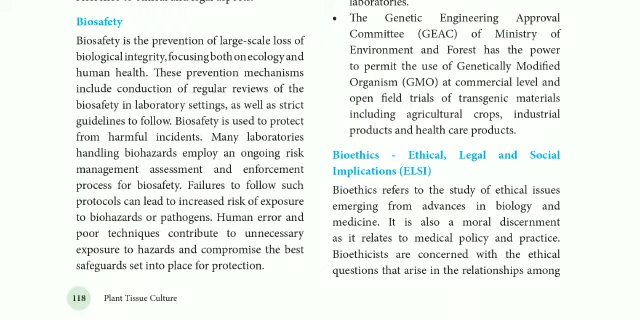 Biosafety
Biosafety is the prevention of large-scale loss of
biological integrity, focusing both on ecology and
human health. These prevention mechanisms
include conduction of regular reviews of the
biosafety in laboratory settings, as well as strict
guidelines to follow. Biosafety is used to protect
from harmful incidents. Many laboratories
handling biohazards employ an ongoing risk
management assessment and enforcement
process for biosafety. Failures to follow such
protocols can lead to increased risk of exposure
to biohazards or pathogens. Human error and
poor techniques contribute to unnecessary
exposure to hazards and compromise the best
safeguards set into place for protection.
laboratories.
• The Genetic Engineering Approval
Committee (GEAC) of Ministry of
Environment and Forest has the power
to permit the use of Genetically Modified
Organism (GMO) at commercial level and
open field trials of transgenic materials
including agricultural crops, industrial
products and health care products.
Bioethics - Ethical, Legal and Social
Implications (ELSI)
Bioethics refers to the study of ethical issues
emerging from advances in biology and
medicine. It is also a moral discernment
as it relates to medical policy and practice.
Bioethicists are concerned with the ethical
questions that arise in the relationships among
118 Plant Tissue Culture